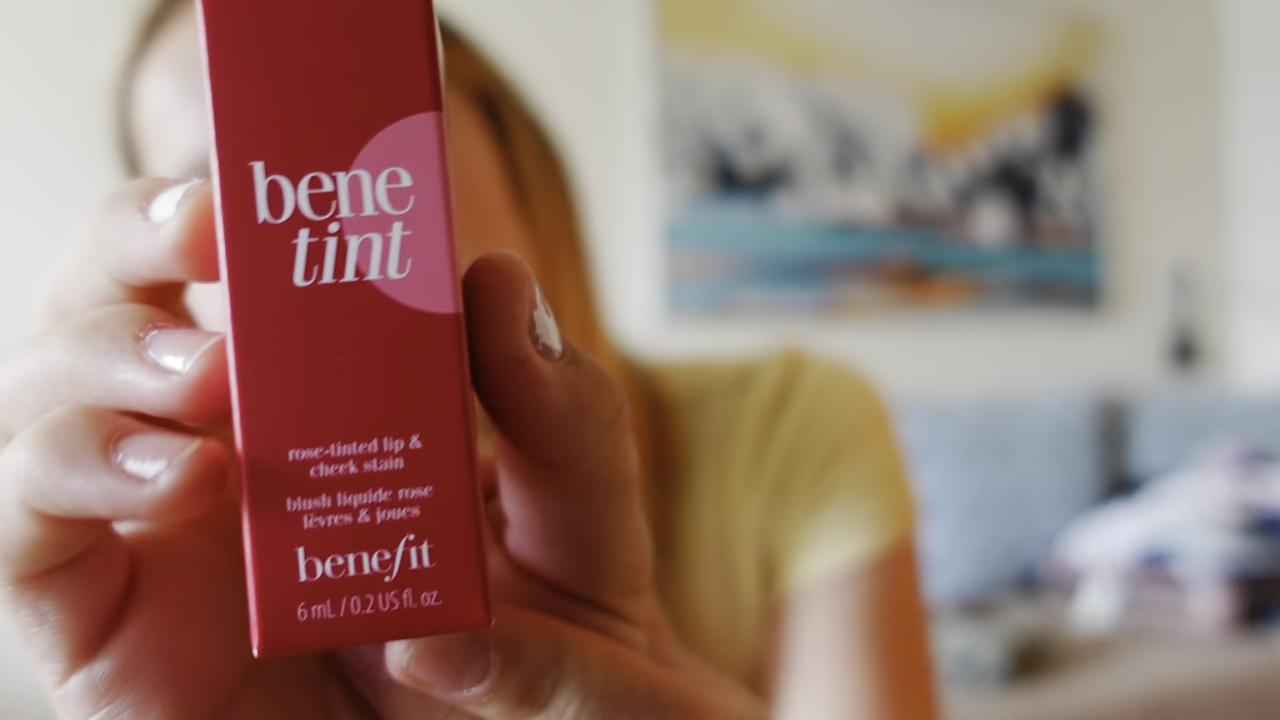 bene
tint
rose-tinted lip &
cheek stain
blush liquide rose
lèvres & joues
benefit
6 mL / 0.2 US fl. oz.